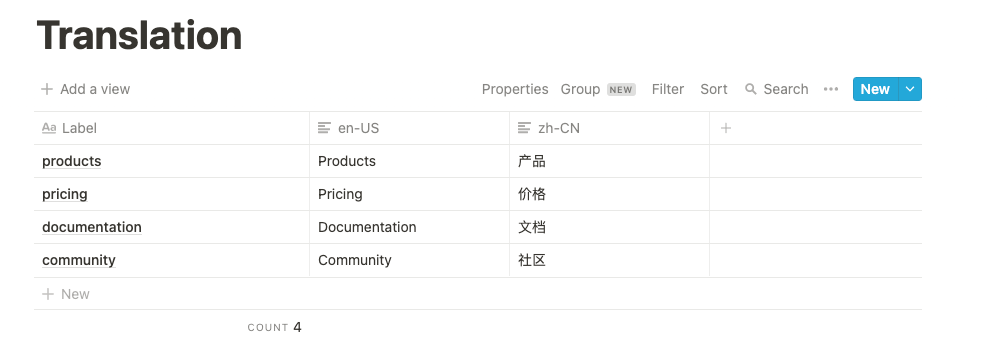 Translation
Add a view Properties Group NEW Filter Sort Search ••• New
Aa Label en-US zh-CN
products Products 产品
pricing Pricing 价格
documentation Documentation 文档
community Community 社区
New
COUNT 4